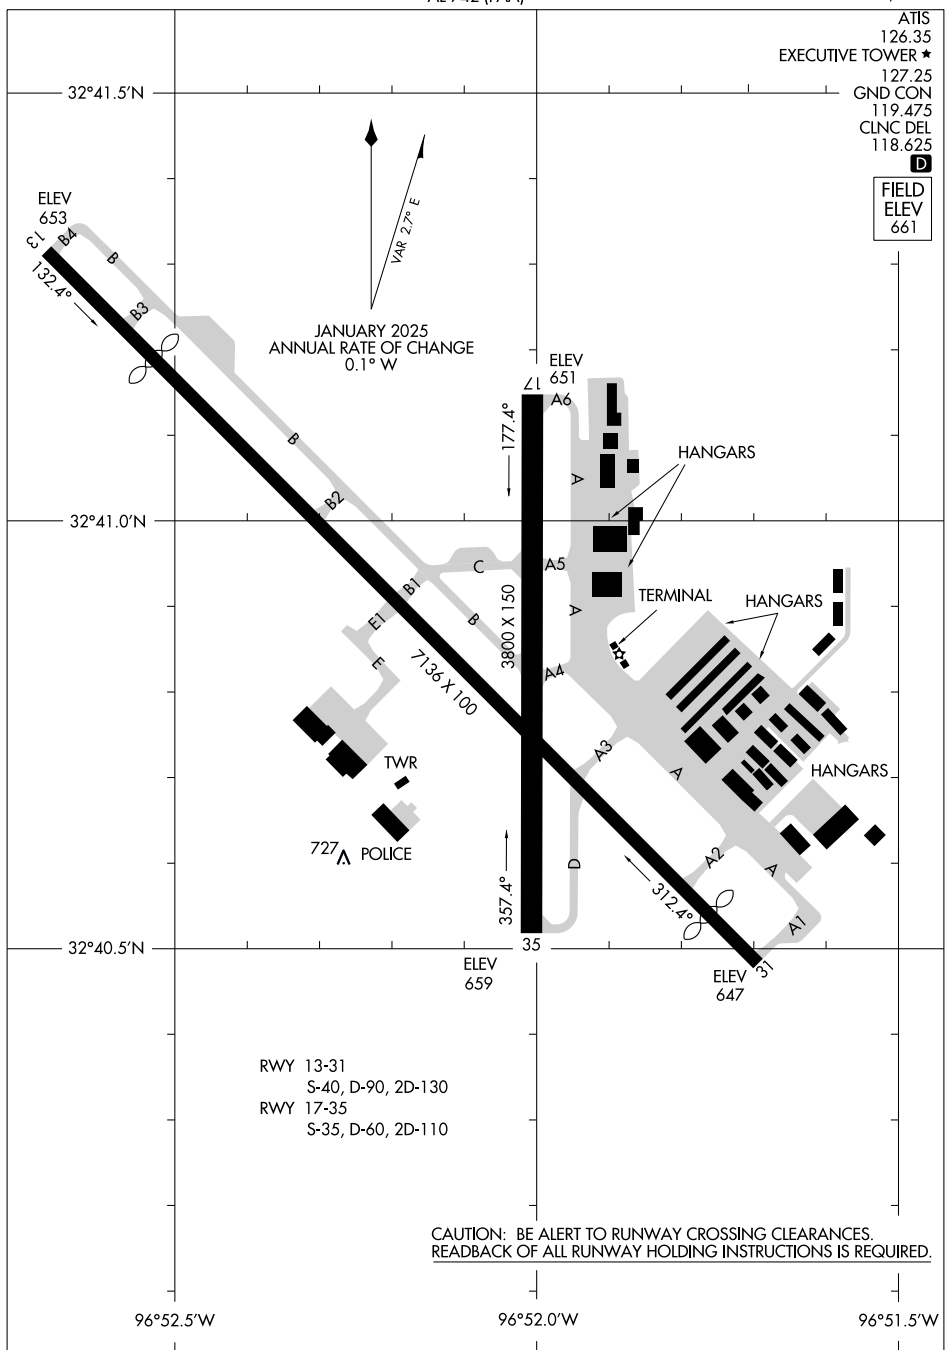 ATIS
126.35
EXECUTIVE TOWER ★
127.25
GND CON
119.475
CLNC DEL
118.625
D
FIELD
ELEV
661
32°41.5'N
VAR 2.7° E
JANUARY 2025
ANNUAL RATE OF CHANGE
0.1° W
ELEV
653
13
132.4°
B4
B
B3
B
B2
ELEV
651
17
177.4°
A6
A
HANGARS
32°41.0'N
C
A5
B1
E1
E
B
3800 X 150
7136 X 100
A
TERMINAL
HANGARS
A4
A3
A
HANGARS
TWR
727
POLICE
357.4°
D
A2
A
312.4°
A1
32°40.5'N
35
ELEV
659
31
ELEV
647
RWY 13-31
S-40, D-90, 2D-130
RWY 17-35
S-35, D-60, 2D-110
CAUTION: BE ALERT TO RUNWAY CROSSING CLEARANCES.
READBACK OF ALL RUNWAY HOLDING INSTRUCTIONS IS REQUIRED.
96°52.5'W
96°52.0'W
96°51.5'W